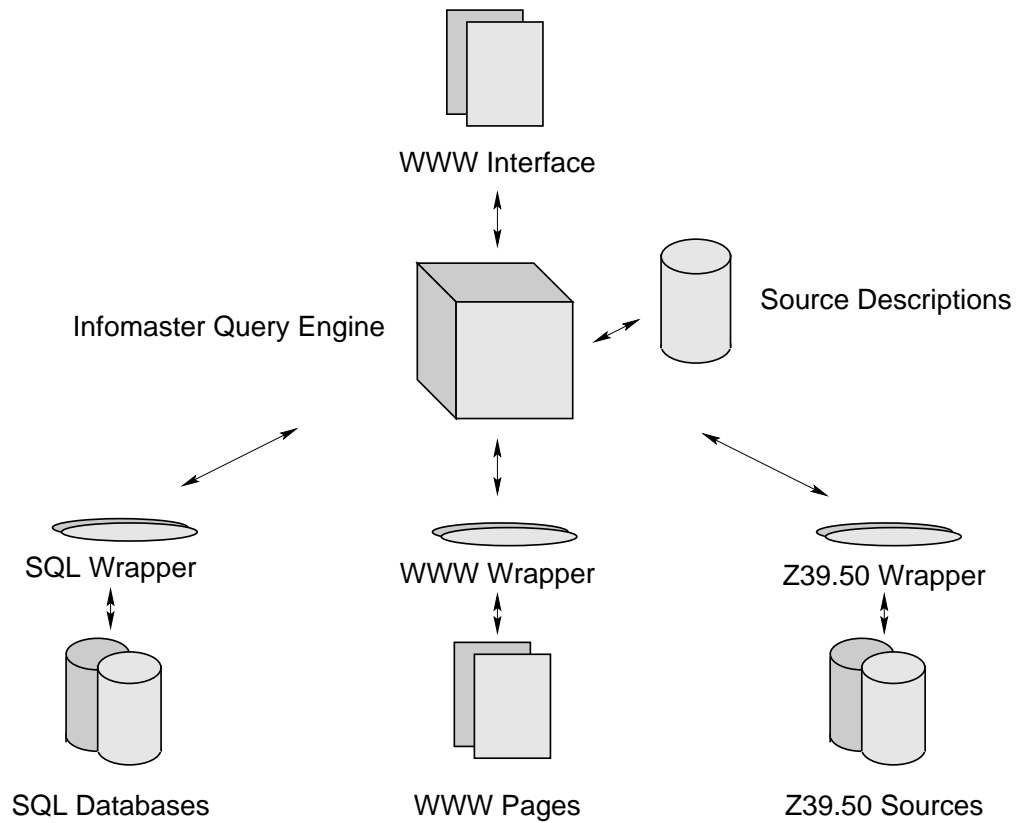 WWW Interface
Infomaster Query Engine
Source Descriptions
SQL Wrapper
WWW Wrapper
Z39.50 Wrapper
SQL Databases
WWW Pages
Z39.50 Sources